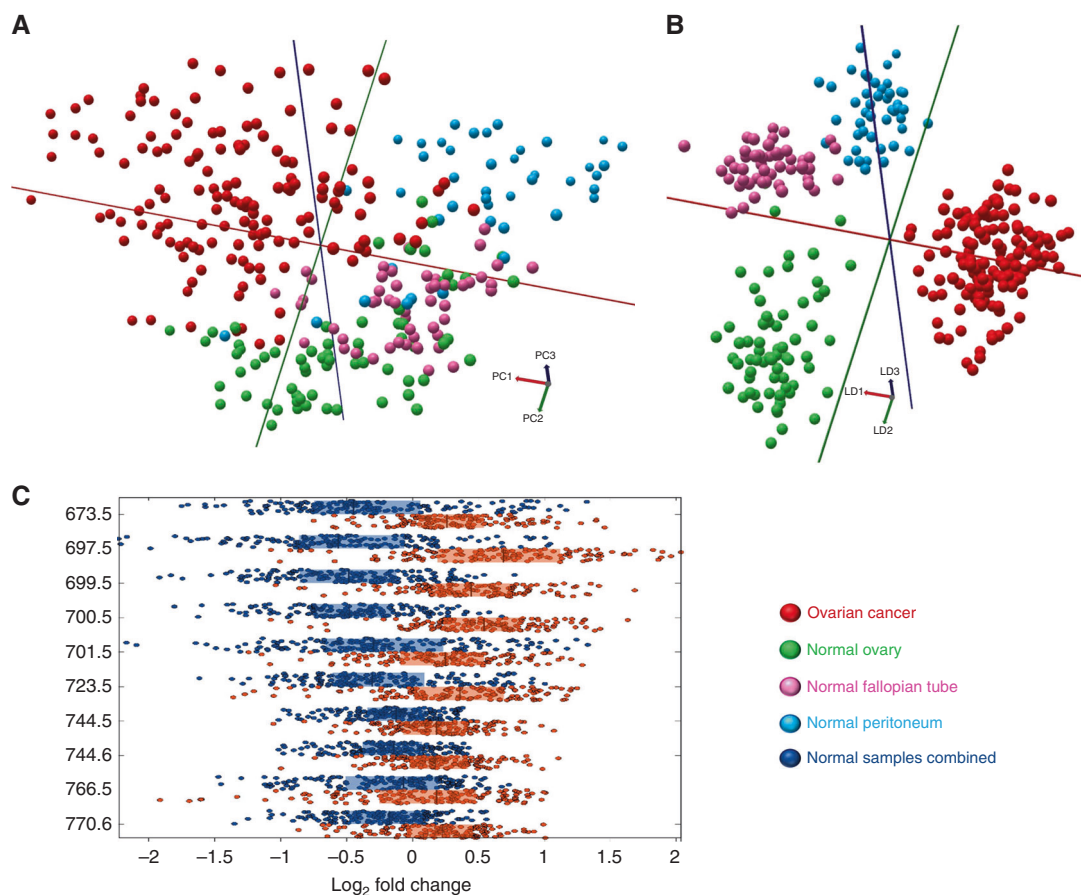 A
B
PC3
PC1
PC2
LD3
LD1
LD2
C
673.5
697.5
699.5
700.5
701.5
723.5
744.5
744.6
766.5
770.6
−2 −1.5 −1 −0.5 0 0.5 1 1.5 2
Log2 fold change
Ovarian cancer
Normal ovary
Normal fallopian tube
Normal peritoneum
Normal samples combined